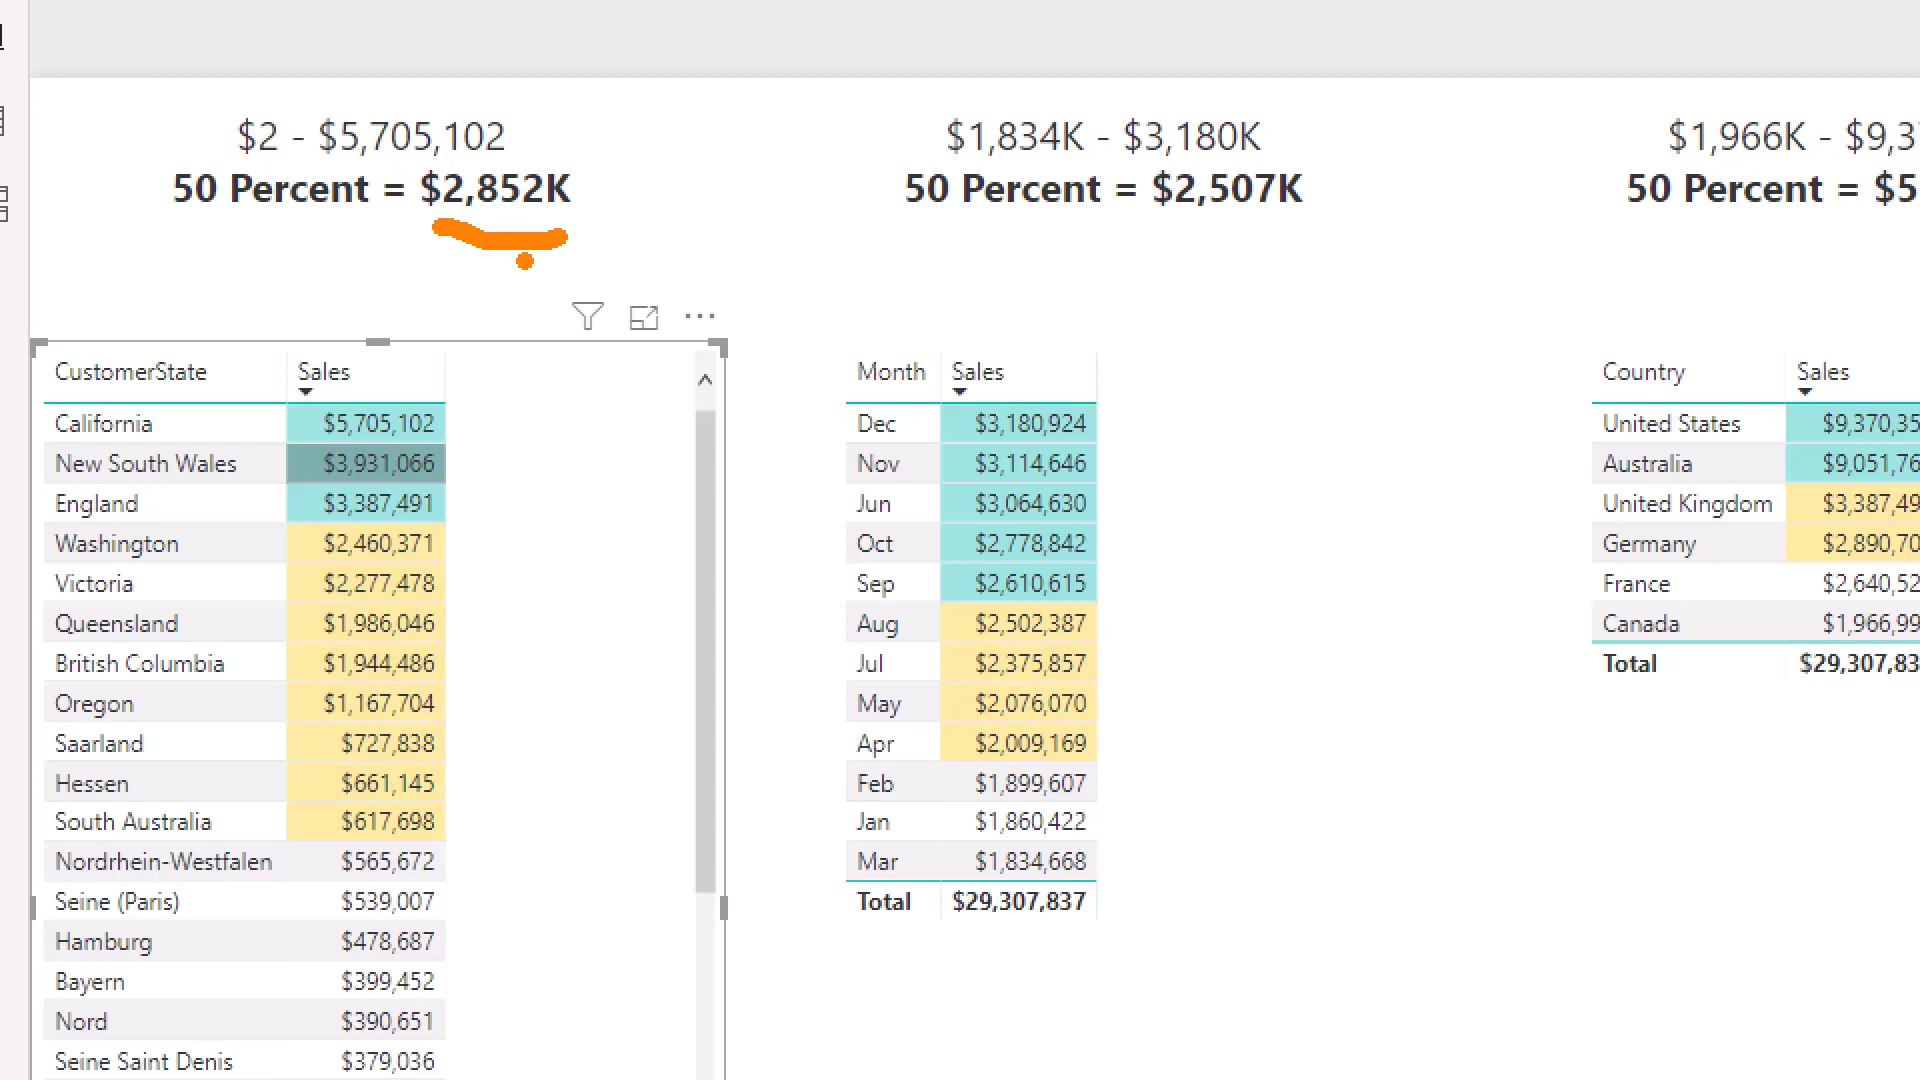 $2 - $5,705,102
50 Percent = $2,852K
$1,834K - $3,180K
50 Percent = $2,507K
$1,966K - $9,3
50 Percent = $5
CustomerState Sales
California $5,705,102
New South Wales $3,931,066
England $3,387,491
Washington $2,460,371
Victoria $2,277,478
Queensland $1,986,046
British Columbia $1,944,486
Oregon $1,167,704
Saarland $727,838
Hessen $661,145
South Australia $617,698
Nordrhein-Westfalen $565,672
Seine (Paris) $539,007
Hamburg $478,687
Bayern $399,452
Nord $390,651
Seine Saint Denis $379,036
Month Sales
Dec $3,180,924
Nov $3,114,646
Jun $3,064,630
Oct $2,778,842
Sep $2,610,615
Aug $2,502,387
Jul $2,375,857
May $2,076,070
Apr $2,009,169
Feb $1,899,607
Jan $1,860,422
Mar $1,834,668
Total $29,307,837
Country Sales
United States $9,370,35
Australia $9,051,76
United Kingdom $3,387,49
Germany $2,890,70
France $2,640,52
Canada $1,966,99
Total $29,307,83